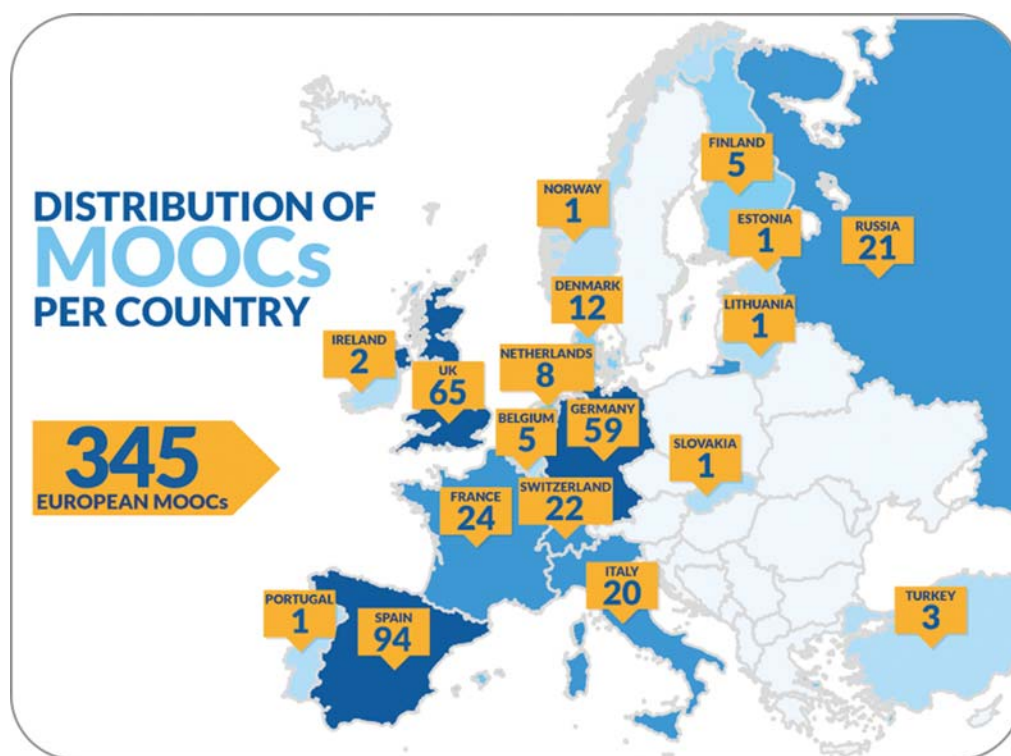 DISTRIBUTION OF
MOOCs
PER COUNTRY
345
EUROPEAN MOOCs
FINLAND
5
NORWAY
1
ESTONIA
1
RUSSIA
21
DENMARK
12
LITHUANIA
1
IRELAND
2
NETHERLANDS
8
UK
65
GERMANY
59
BELGIUM
5
SLOVAKIA
1
SWITZERLAND
22
FRANCE
24
ITALY
20
PORTUGAL
1
SPAIN
94
TURKEY
3